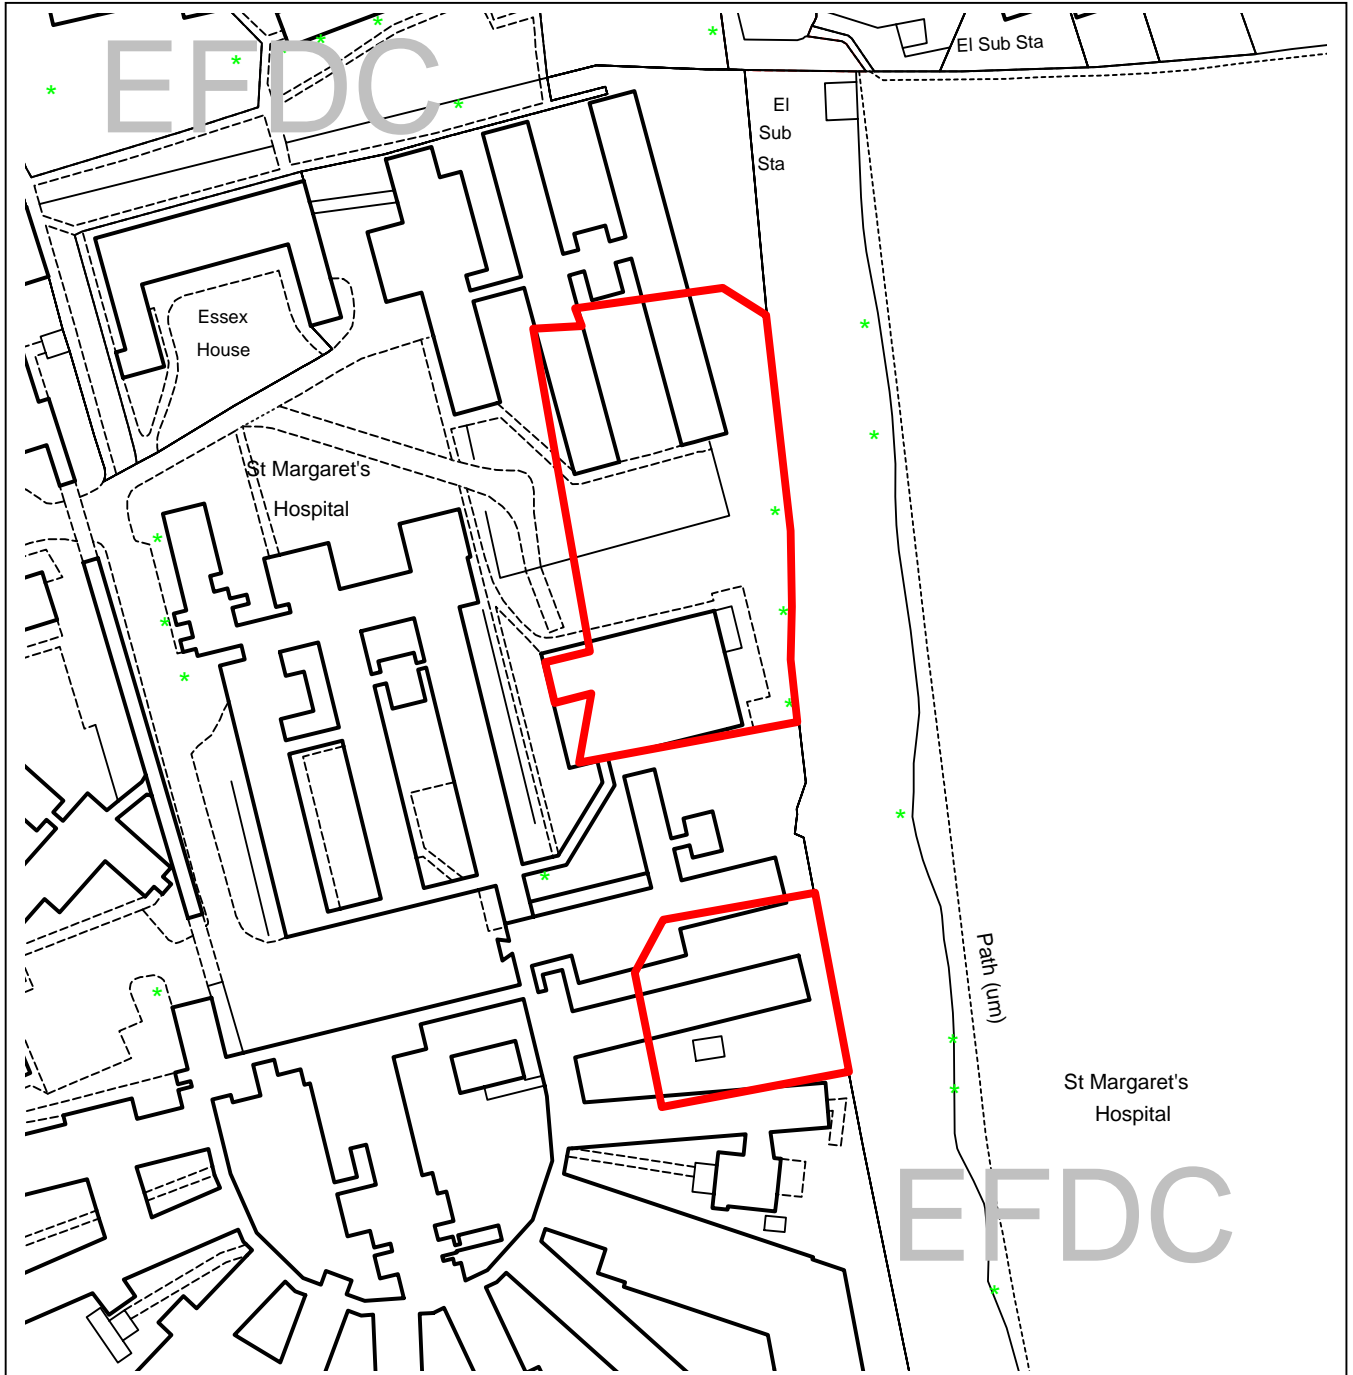 EFDC
El Sub Sta
El
Sub
Sta
Essex
House
St Margaret's
Hospital
Path (um)
St Margaret's
Hospital
EFDC